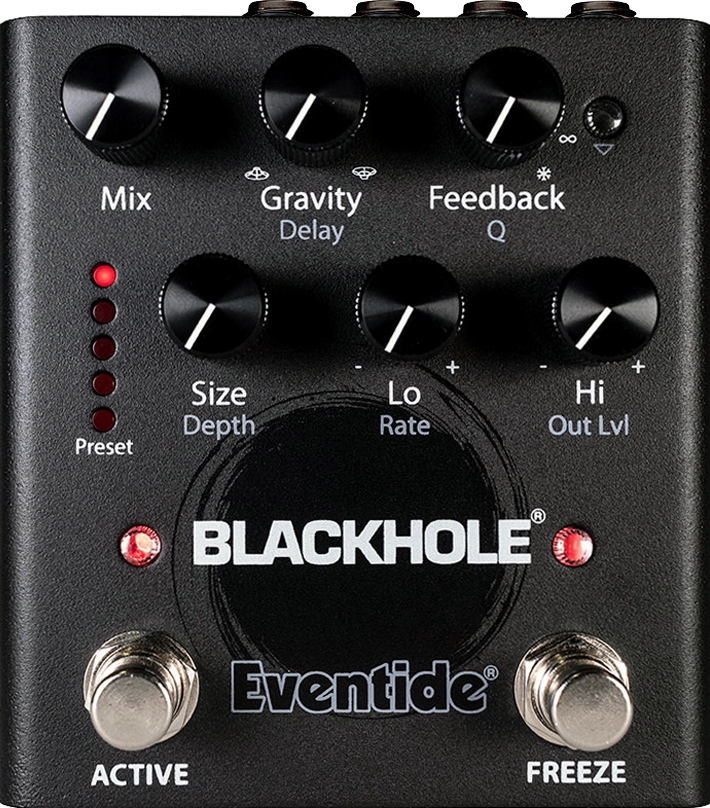 Mix Gravity Feedback ∞
Delay Q
Size - Lo + - Hi +
Depth Rate Out Lvl
Preset
BLACKHOLE®
Eventide®
ACTIVE FREEZE